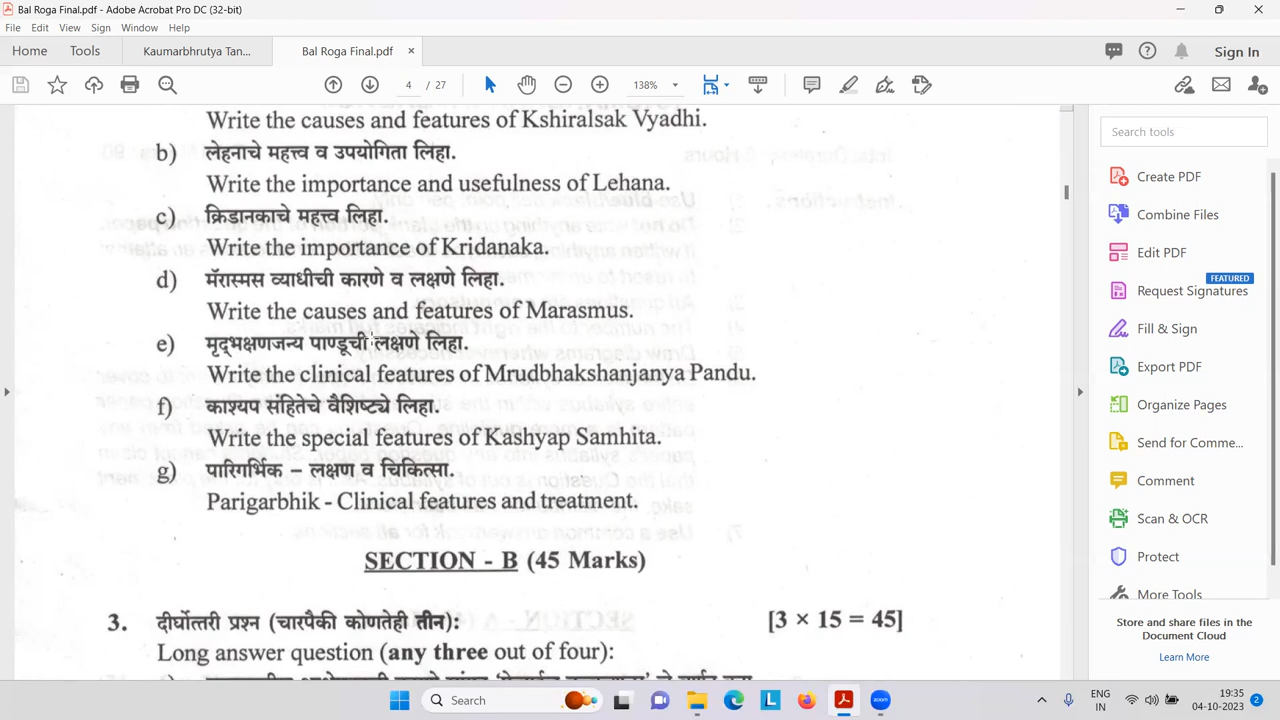 Bal Roga Final.pdf - Adobe Acrobat Pro DC (32-bit)
File Edit View Sign Window Help
Home Tools Kaumarbhrutya Tan... Bal Roga Final.pdf × Sign In
4 / 27 138%
Write the causes and features of Kshiralsak Vyadhi.
b) लेहनाचे महत्त्व व उपयोगिता लिहा.
Write the importance and usefulness of Lehana.
c) क्रिडानकाचे महत्त्व लिहा.
Write the importance of Kridanaka.
d) मॅरास्मस व्याधीची कारणे व लक्षणे लिहा.
Write the causes and features of Marasmus.
e) मृद्‌भक्षणजन्य पाण्डूची लक्षणे लिहा.
Write the clinical features of Mrudbhakshanjanya Pandu.
f) काश्यप संहितेचे वैशिष्ट्ये लिहा.
Write the special features of Kashyap Samhita.
g) पारिगर्भिक – लक्षण व चिकित्सा.
Parigarbhik - Clinical features and treatment.
SECTION - B (45 Marks)
3. दीर्घोत्तरी प्रश्न (चारपैकी कोणतेही तीन): [3 × 15 = 45]
Long answer question (any three out of four):
Search tools
Create PDF
Combine Files
Edit PDF
FEATURED
Request Signatures
Fill & Sign
Export PDF
Organize Pages
Send for Comme...
Comment
Scan & OCR
Protect
More Tools
Store and share files in the
Document Cloud
Learn More
Search
zoom
ENG
IN
19:35
04-10-2023
2